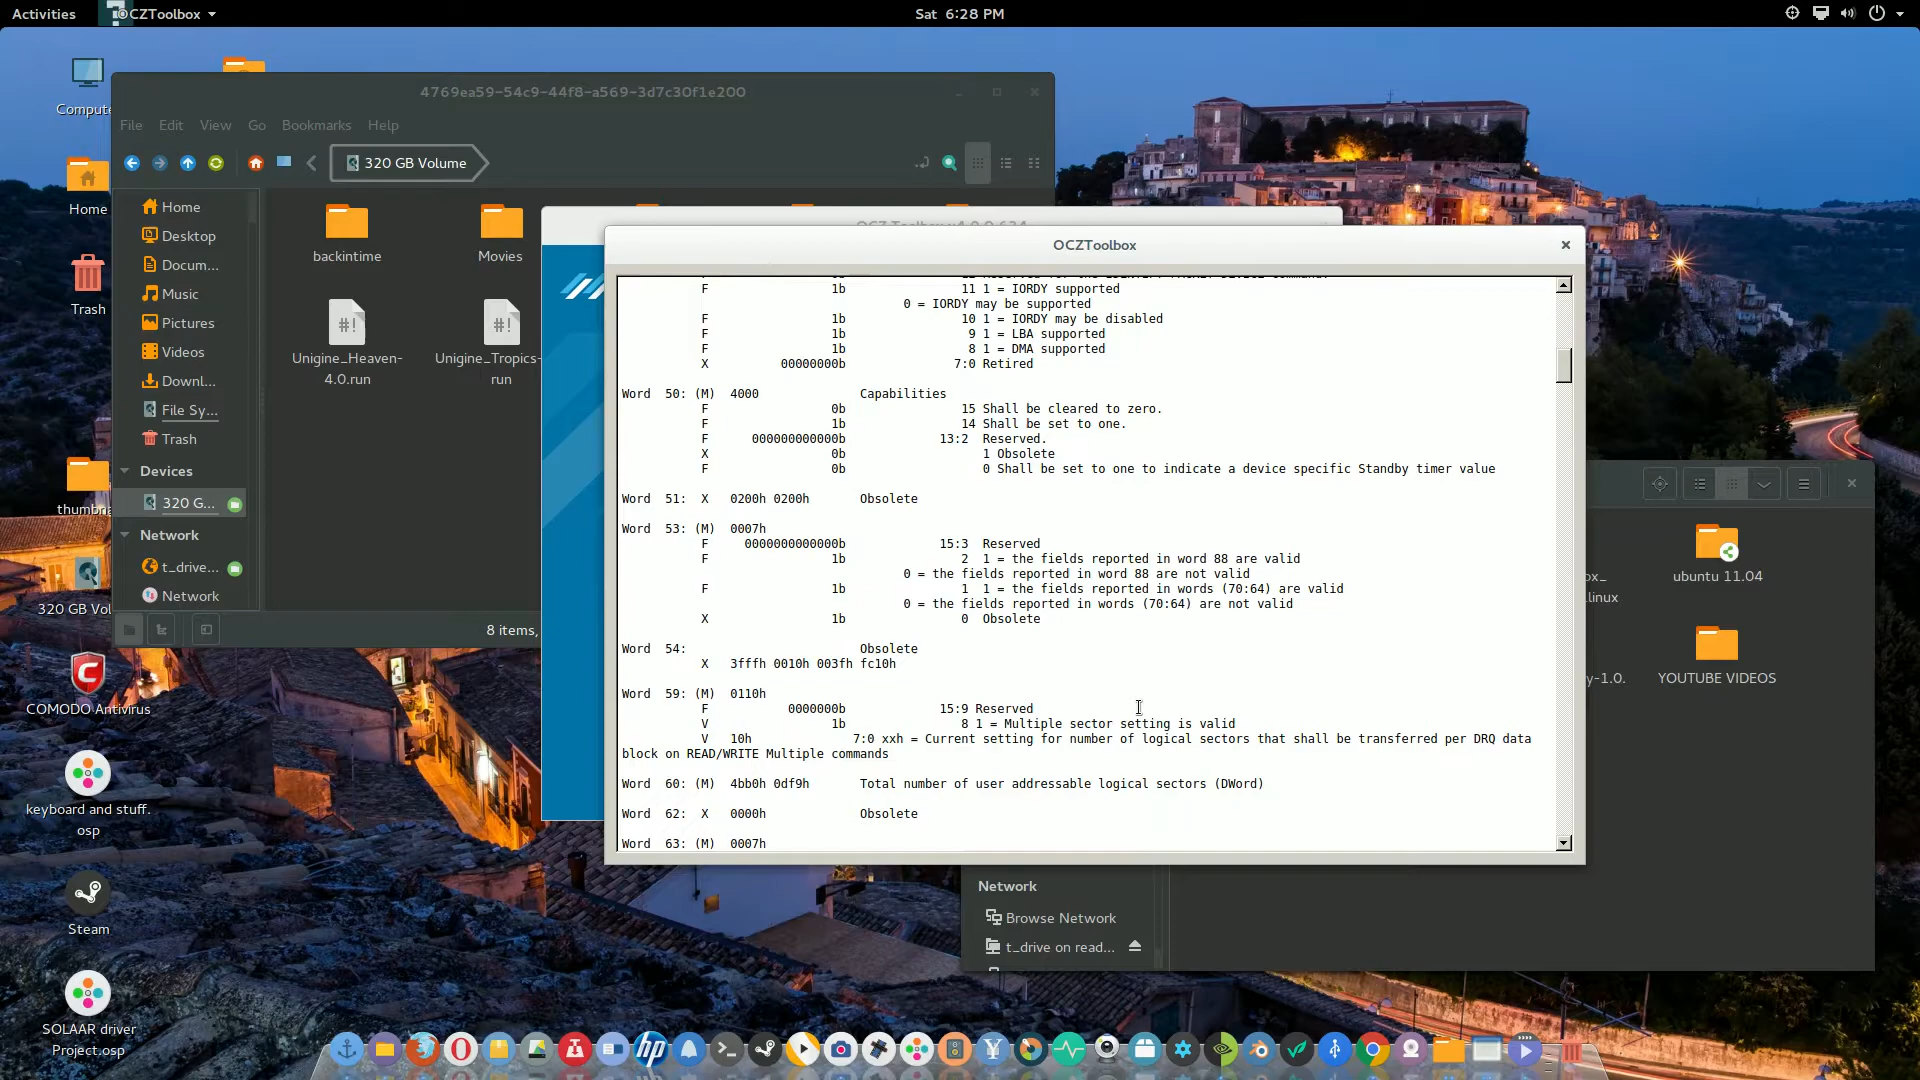 Activities
OCZToolbox
Sat 6:28 PM
Compute
Home
Trash
thumbna
320 GB Vol
COMODO Antivirus
keyboard and stuff.
osp
Steam
SOLAAR driver
Project.osp
4769ea59-54c9-44f8-a569-3d7c30f1e200
File Edit View Go Bookmarks Help
320 GB Volume
Home
Desktop
Docum...
Music
Pictures
Videos
Downl...
File Sy...
Trash
Devices
320 G...
Network
t_drive...
Network
backintime
Movies
Unigine_Heaven-
4.0.run
Unigine_Tropics-
run
8 items,
OCZToolbox
F 1b 11 1 = IORDY supported
0 = IORDY may be supported
F 1b 10 1 = IORDY may be disabled
F 1b 9 1 = LBA supported
F 1b 8 1 = DMA supported
X 00000000b 7:0 Retired
Word 50: (M) 4000 Capabilities
F 0b 15 Shall be cleared to zero.
F 1b 14 Shall be set to one.
F 000000000000b 13:2 Reserved.
X 0b 1 Obsolete
F 0b 0 Shall be set to one to indicate a device specific Standby timer value
Word 51: X 0200h 0200h Obsolete
Word 53: (M) 0007h
F 0000000000000b 15:3 Reserved
F 1b 2 1 = the fields reported in word 88 are valid
0 = the fields reported in word 88 are not valid
F 1b 1 1 = the fields reported in words (70:64) are valid
0 = the fields reported in words (70:64) are not valid
X 1b 0 Obsolete
Word 54: Obsolete
X 3fffh 0010h 003fh fc10h
Word 59: (M) 0110h
F 0000000b 15:9 Reserved
V 1b 8 1 = Multiple sector setting is valid
V 10h 7:0 xxh = Current setting for number of logical sectors that shall be transferred per DRQ data
block on READ/WRITE Multiple commands
Word 60: (M) 4bb0h 0df9h Total number of user addressable logical sectors (DWord)
Word 62: X 0000h Obsolete
Word 63: (M) 0007h
ox_
linux
ubuntu 11.04
y-1.0.
YOUTUBE VIDEOS
Network
Browse Network
t_drive on read...
hp